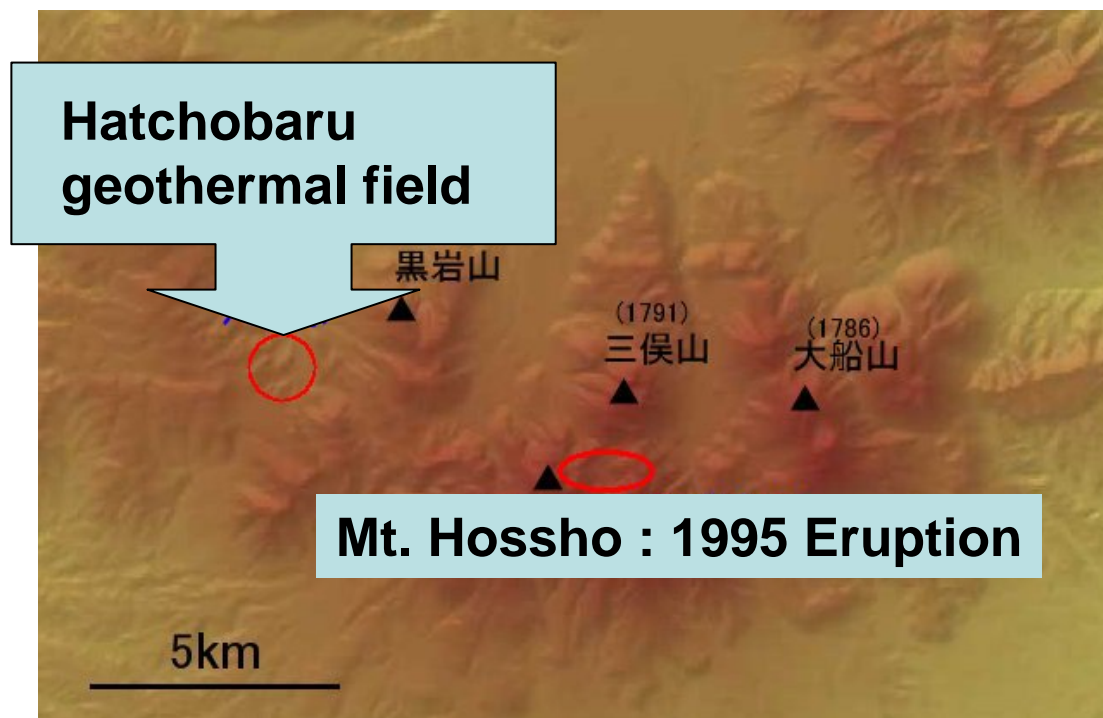 Hatchobaru
geothermal field
黒岩山
(1791)
三俣山
(1786)
大船山
Mt. Hossho : 1995 Eruption
5km